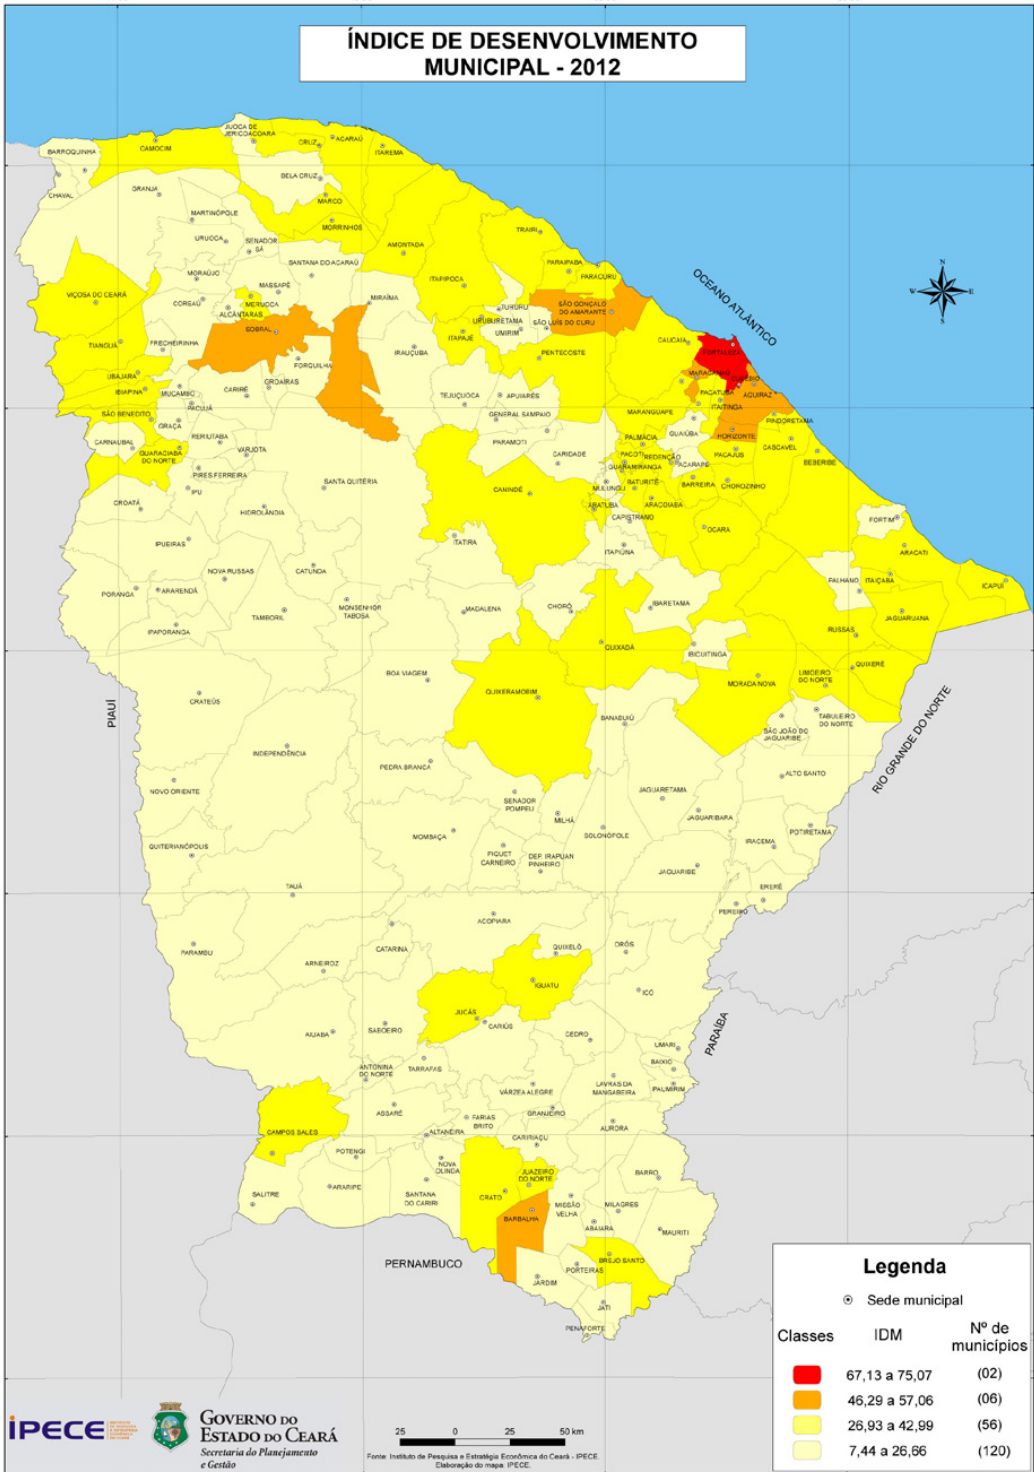 ÍNDICE DE DESENVOLVIMENTO
MUNICIPAL - 2012
JIJOCA DE
JERICOACOARA
CRUZ
ACARAÚ
ITAREMA
BARROQUINHA
CAMOCIM
CHAVAL
BELA CRUZ
GRANJA
MARCO
MARTINÓPOLE
MORRINHOS
URUOCA
SENADOR
SÁ
AMONTADA
TRAIRI
MORAÚJO
SANTANA DO ACARAÚ
ITAPIPOCA
PARAIPABA
PARACURU
OCEANO ATLÂNTICO
N
W
E
S
VIÇOSA DO CEARÁ
COREAÚ
MASSAPÊ
MERUOCA
ALCÂNTARAS
MIRAÍMA
TURURU
URUBURETAMA
UMIRIM
SÃO GONÇALO
DO AMARANTE
SÃO LUÍS DO CURU
SOBRAL
TIANGUÁ
FRECHEIRINHA
FORQUILHA
IRAUÇUBA
ITAPAJÉ
PENTECOSTE
CAUCAIA
FORTALEZA
UBAJARA
IBIAPINA
MUCAMBO
CARIRÉ
GROAÍRAS
TEJUÇUOCA
APUIARÉS
MARACANAÚ
EUSÉBIO
AQUIRAZ
PACATUBA
ITAITINGA
SÃO BENEDITO
PACUJÁ
GRAÇA
GENERAL SAMPAIO
MARANGUAPE
PINDORETAMA
GUAIÚBA
HORIZONTE
CARNAUBAL
RERIUTABA
VARJOTA
PARAMOTI
PALMÁCIA
PACOTI
REDENÇÃO
ACARAPE
PACAJUS
CASCAVEL
BEBERIBE
GUARACIABA
DO NORTE
PIRES FERREIRA
CARIDADE
GUARAMIRANGA
MULUNGU
BATURITÉ
BARREIRA
CHOROZINHO
CROATÁ
IPU
SANTA QUITÉRIA
CANINDÉ
ARATUBA
ARACOIABA
CAPISTRANO
HIDROLÂNDIA
OCARA
FORTIM
IPUEIRAS
ITATIRA
ITAPIÚNA
ARACATI
NOVA RUSSAS
CATUNDA
PORANGA
ARARENDÁ
MONSENHOR
TABOSA
TAMBORIL
MADALENA
CHORÓ
IBARETAMA
PALHANO
ITAIÇABA
ICAPUÍ
JAGUARUANA
IPAPORANGA
RUSSAS
QUIXADÁ
IBICUITINGA
QUIXERÉ
CRATEÚS
BOA VIAGEM
QUIXERAMOBIM
MORADA NOVA
LIMOEIRO
DO NORTE
PIAUÍ
BANABUIÚ
TABULEIRO
DO NORTE
SÃO JOÃO DO
JAGUARIBE
RIO GRANDE DO NORTE
INDEPENDÊNCIA
NOVO ORIENTE
PEDRA BRANCA
ALTO SANTO
SENADOR
POMPEU
MILHÃ
JAGUARETAMA
JAGUARIBARA
SOLONÓPOLE
MOMBAÇA
POTIRETAMA
IRACEMA
QUITERIANÓPOLIS
PIQUET
CARNEIRO
DEP. IRAPUAN
PINHEIRO
JAGUARIBE
TAUÁ
ERERÊ
PEREIRO
ACOPIARA
PARAMBU
CATARINA
QUIXELÔ
ORÓS
ARNEIROZ
IGUATU
ICÓ
JUCÁS
CARIÚS
AIUABA
SABOEIRO
CEDRO
UMARI
BAIXIO
PARAÍBA
ANTONINA
DO NORTE
TARRAFAS
PALMIRIM
VÁRZEA ALEGRE
LAVRAS DA
MANGABEIRA
ASSARÉ
FARIAS
BRITO
GRANJEIRO
AURORA
CAMPOS SALES
ALTANEIRA
CARIRIAÇU
POTENGI
NOVA
OLINDA
JUAZEIRO
DO NORTE
BARRO
SALITRE
ARARIPE
SANTANA
DO CARIRI
CRATO
MISSÃO
VELHA
MILAGRES
BARBALHA
ABAIARA
MAURITI
PERNAMBUCO
BREJO SANTO
PORTEIRAS
JARDIM
JATI
PENAFORTE
Legenda
Sede municipal
Classes IDM Nº de
municípios
67,13 a 75,07 (02)
46,29 a 57,06 (06)
26,93 a 42,99 (56)
7,44 a 26,66 (120)
IPECE
GOVERNO DO
ESTADO DO CEARÁ
Secretaria do Planejamento
e Gestão
25 0 25 50 km
Fonte: Instituto de Pesquisa e Estratégia Econômica do Ceará - IPECE.
Elaboração do mapa: IPECE.